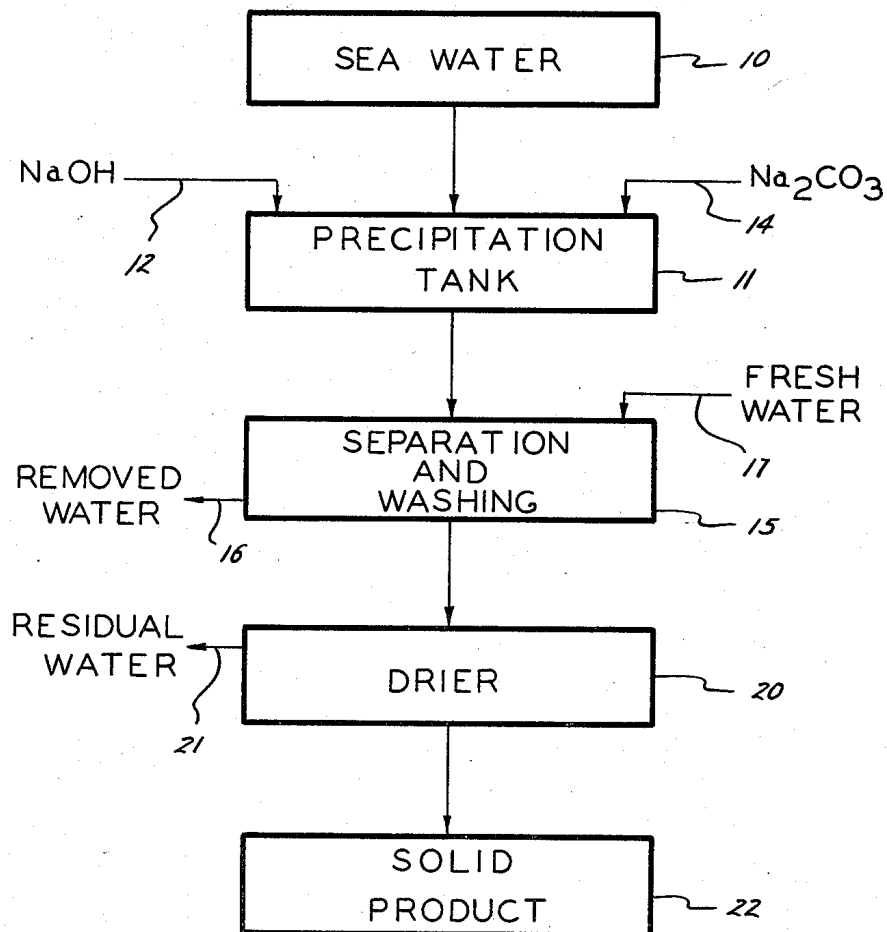 SEA WATER
10
NaOH
Na₂CO₃
12
14
PRECIPITATION
TANK
11
FRESH
WATER
17
SEPARATION
AND
WASHING
15
REMOVED
WATER
16
RESIDUAL
WATER
21
DRIER
20
SOLID
PRODUCT
22